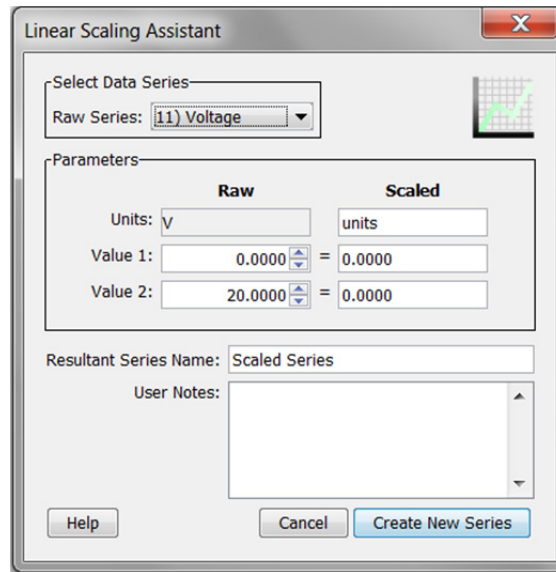 Linear Scaling Assistant
X
Select Data Series
Raw Series: 11) Voltage
Parameters
Raw Scaled
Units: V units
Value 1: 0.0000 = 0.0000
Value 2: 20.0000 = 0.0000
Resultant Series Name: Scaled Series
User Notes:
Help Cancel Create New Series